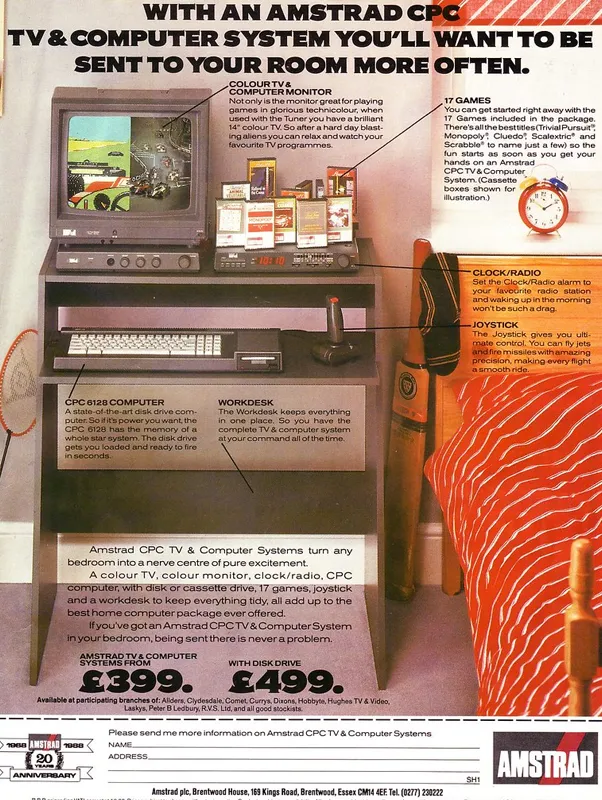 WITH AN AMSTRAD CPC
TV & COMPUTER SYSTEM YOU'LL WANT TO BE
SENT TO YOUR ROOM MORE OFTEN.
COLOUR TV &
COMPUTER MONITOR
Not only is the monitor great for playing
games in glorious technicolour, when
used with the Tuner you have a brilliant
14" colour TV. So after a hard day blast-
ing aliens you can relax and watch your
favourite TV programmes.
17 GAMES
You can get started right away with the
17 Games included in the package.
There's all the best titles (Trivial Pursuit®,
Monopoly®, Cluedo®, Scalextric® and
Scrabble® to name just a few) so the
fun starts as soon as you get your
hands on an Amstrad
CPC TV & Computer
System. (Cassette
boxes shown for
illustration.)
MONOPOLY
10:10
CLOCK/RADIO
Set the Clock/Radio alarm to
your favourite radio station
and waking up in the morning
won't be such a drag.
JOYSTICK
The Joystick gives you ulti-
mate control. You can fly jets
and fire missiles with amazing
precision, making every flight
a smooth ride.
CPC 6128 COMPUTER
A state-of-the-art disk drive com-
puter. So if it's power you want, the
CPC 6128 has the memory of a
whole star system. The disk drive
gets you loaded and ready to fire
in seconds.
WORKDESK
The Workdesk keeps everything
in one place. So you have the
complete TV & computer system
at your command all of the time.
Amstrad CPC TV & Computer Systems turn any
bedroom into a nerve centre of pure excitement.
A colour TV, colour monitor, clock/radio, CPC
computer, with disk or cassette drive, 17 games, joystick
and a workdesk to keep everything tidy, all add up to the
best home computer package ever offered.
If you've got an Amstrad CPC TV & Computer System
in your bedroom, being sent there is never a problem.
AMSTRAD TV & COMPUTER
SYSTEMS FROM
£399.
WITH DISK DRIVE
£499.
Available at participating branches of: Allders, Clydesdale, Comet, Currys, Dixons, Hobbyte, Hughes TV & Video,
Laskys, Peter B Ledbury, R.V.S. Ltd, and all good stockists.
1968 AMSTRAD 1988
20
YEARS
ANNIVERSARY
Please send me more information on Amstrad CPC TV & Computer Systems
NAME
ADDRESS
SH1
AMSTRAD
Amstrad plc, Brentwood House, 169 Kings Road, Brentwood, Essex CM14 4EF. Tel. (0277) 230222